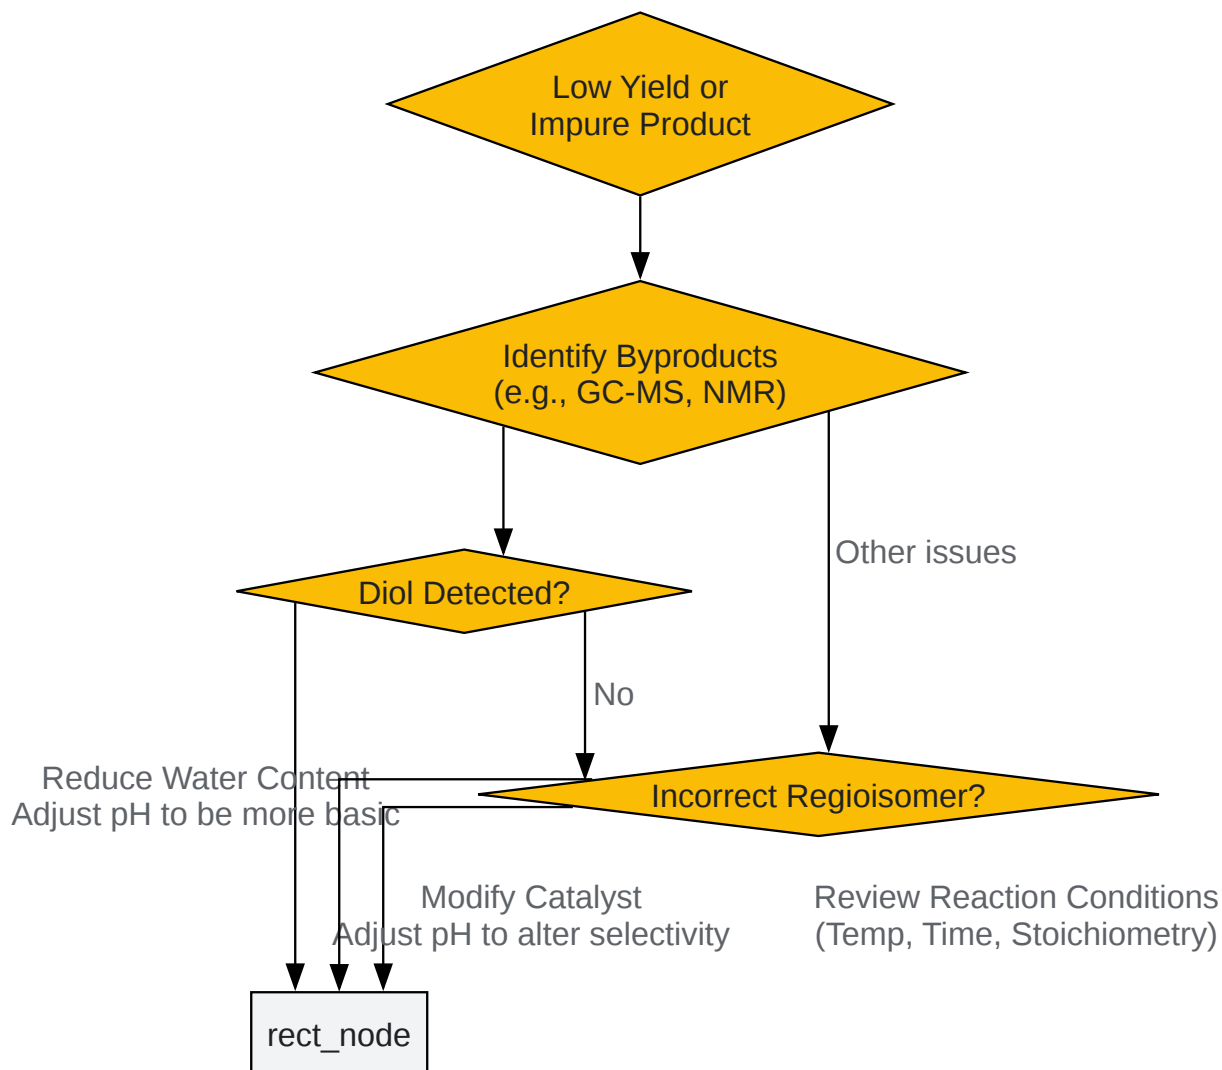 Low Yield or
Impure Product
Identify Byproducts
(e.g., GC-MS, NMR)
Other issues
Diol Detected?
No
Reduce Water Content
Adjust pH to be more basic
Incorrect Regioisomer?
Modify Catalyst
Adjust pH to alter selectivity
Review Reaction Conditions
(Temp, Time, Stoichiometry)
rect_node